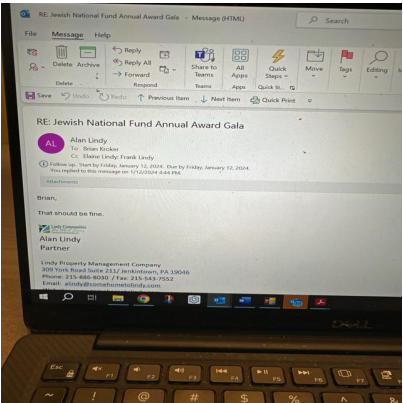 RE: Jewish National Fund Annual Award Gala - Message (HTML)
Search
File Message Help
Delete Archive
Reply
Reply All
Forward
Share to Teams
All Apps
Quick Steps
Move
Tags
Editing
Delete
Respond
Teams
Apps
Quick St...
Save Undo Redo Previous Item Next Item Quick Print
RE: Jewish National Fund Annual Award Gala
AL
Alan Lindy
To Brian Kroker
Cc Elaine Lindy; Frank Lindy
Follow up. Start by Friday, January 12, 2024. Due by Friday, January 12, 2024.
You replied to this message on 1/12/2024 4:44 PM.
Attachments
Brian,
That should be fine.
Lindy Communities
Alan Lindy
Partner
Lindy Property Management Company
309 York Road Suite 211/ Jenkintown, PA 19046
Phone: 215-886-8030 / Fax: 215-543-7552
Email: alindy@comehometolindy.com
DELL
Esc
F1
F2
F3
F4
F5
F6
F7
F8
~
!
@
#
$
%
^
&